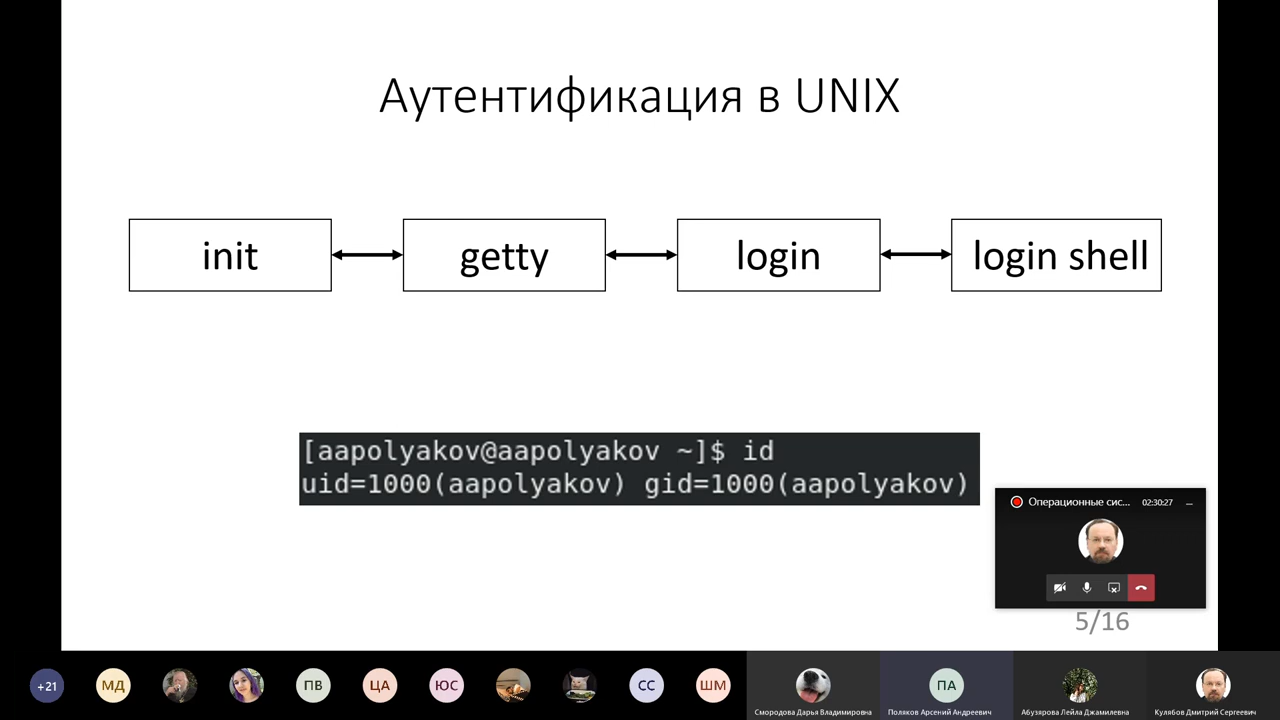 Аутентификация в UNIX
init
getty
login
login shell
[aapolyakov@aapolyakov ~]$ id
uid=1000(aapolyakov) gid=1000(aapolyakov)
Операционные сис... 02:30:27
5/16
+21
МД
ПВ
ЦА
ЮС
СС
ШМ
ПА
Смородова Дарья Владимировна
Поляков Арсений Андреевич
Абузярова Лейла Джамилевна
Кулябов Дмитрий Сергеевич